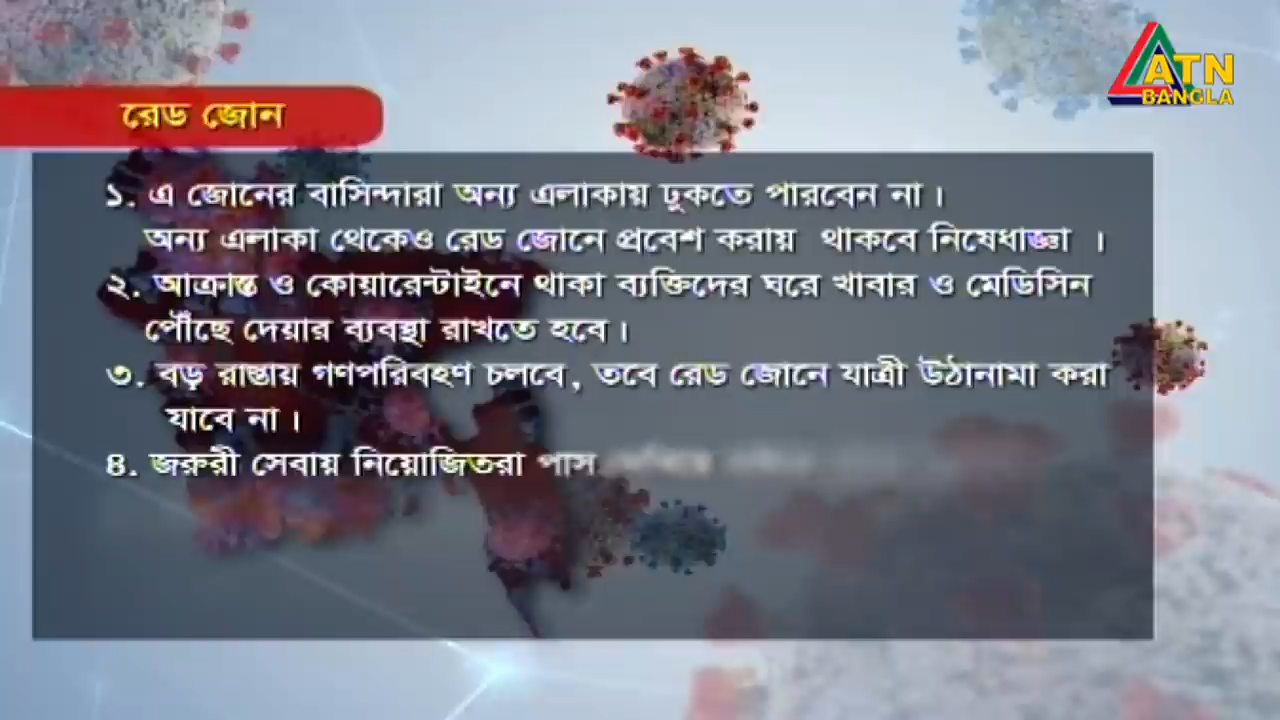 ATN
BANGLA
রেড জোন
১. এ জোনের বাসিন্দারা অন্য এলাকায় ঢুকতে পারবেন না।
অন্য এলাকা থেকেও রেড জোনে প্রবেশ করায় থাকবে নিষেধাজ্ঞা ।
২. আক্রান্ত ও কোয়ারেন্টাইনে থাকা ব্যক্তিদের ঘরে খাবার ও মেডিসিন
পৌঁছে দেয়ার ব্যবস্থা রাখতে হবে।
৩. বড় রাস্তায় গণপরিবহণ চলবে, তবে রেড জোনে যাত্রী উঠানামা করা
যাবে না।
৪. জরুরী সেবায় নিয়োজিতরা পাস